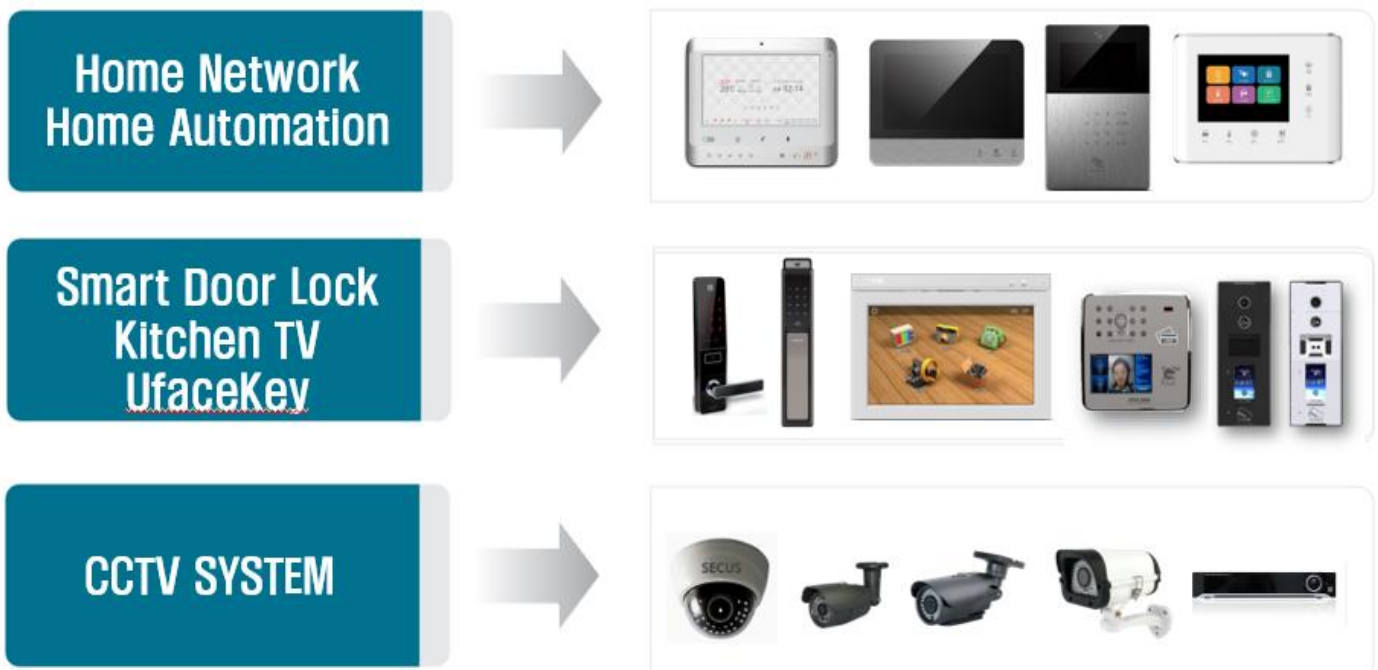 Home Network
Home Automation
Smart Door Lock
Kitchen TV
UfaceKey
CCTV SYSTEM
SECUS